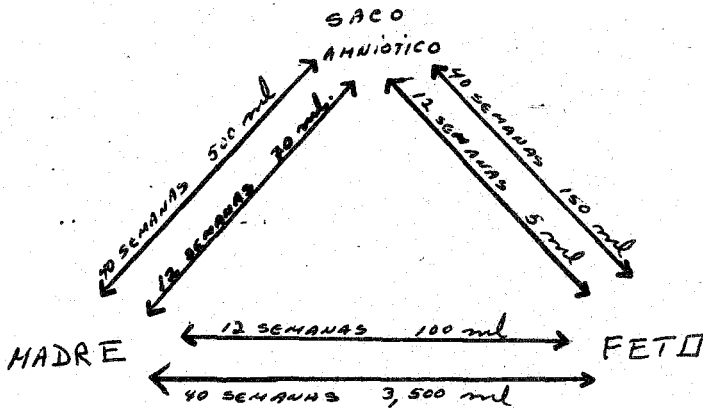 SACO
AMNIÓTICO
40 SEMANAS 500 ml
12 SEMANAS 70 ml.
12 SEMANAS 5 ml
40 SEMANAS 150 ml
MADRE
12 SEMANAS 100 ml
FETO
40 SEMANAS 3,500 ml